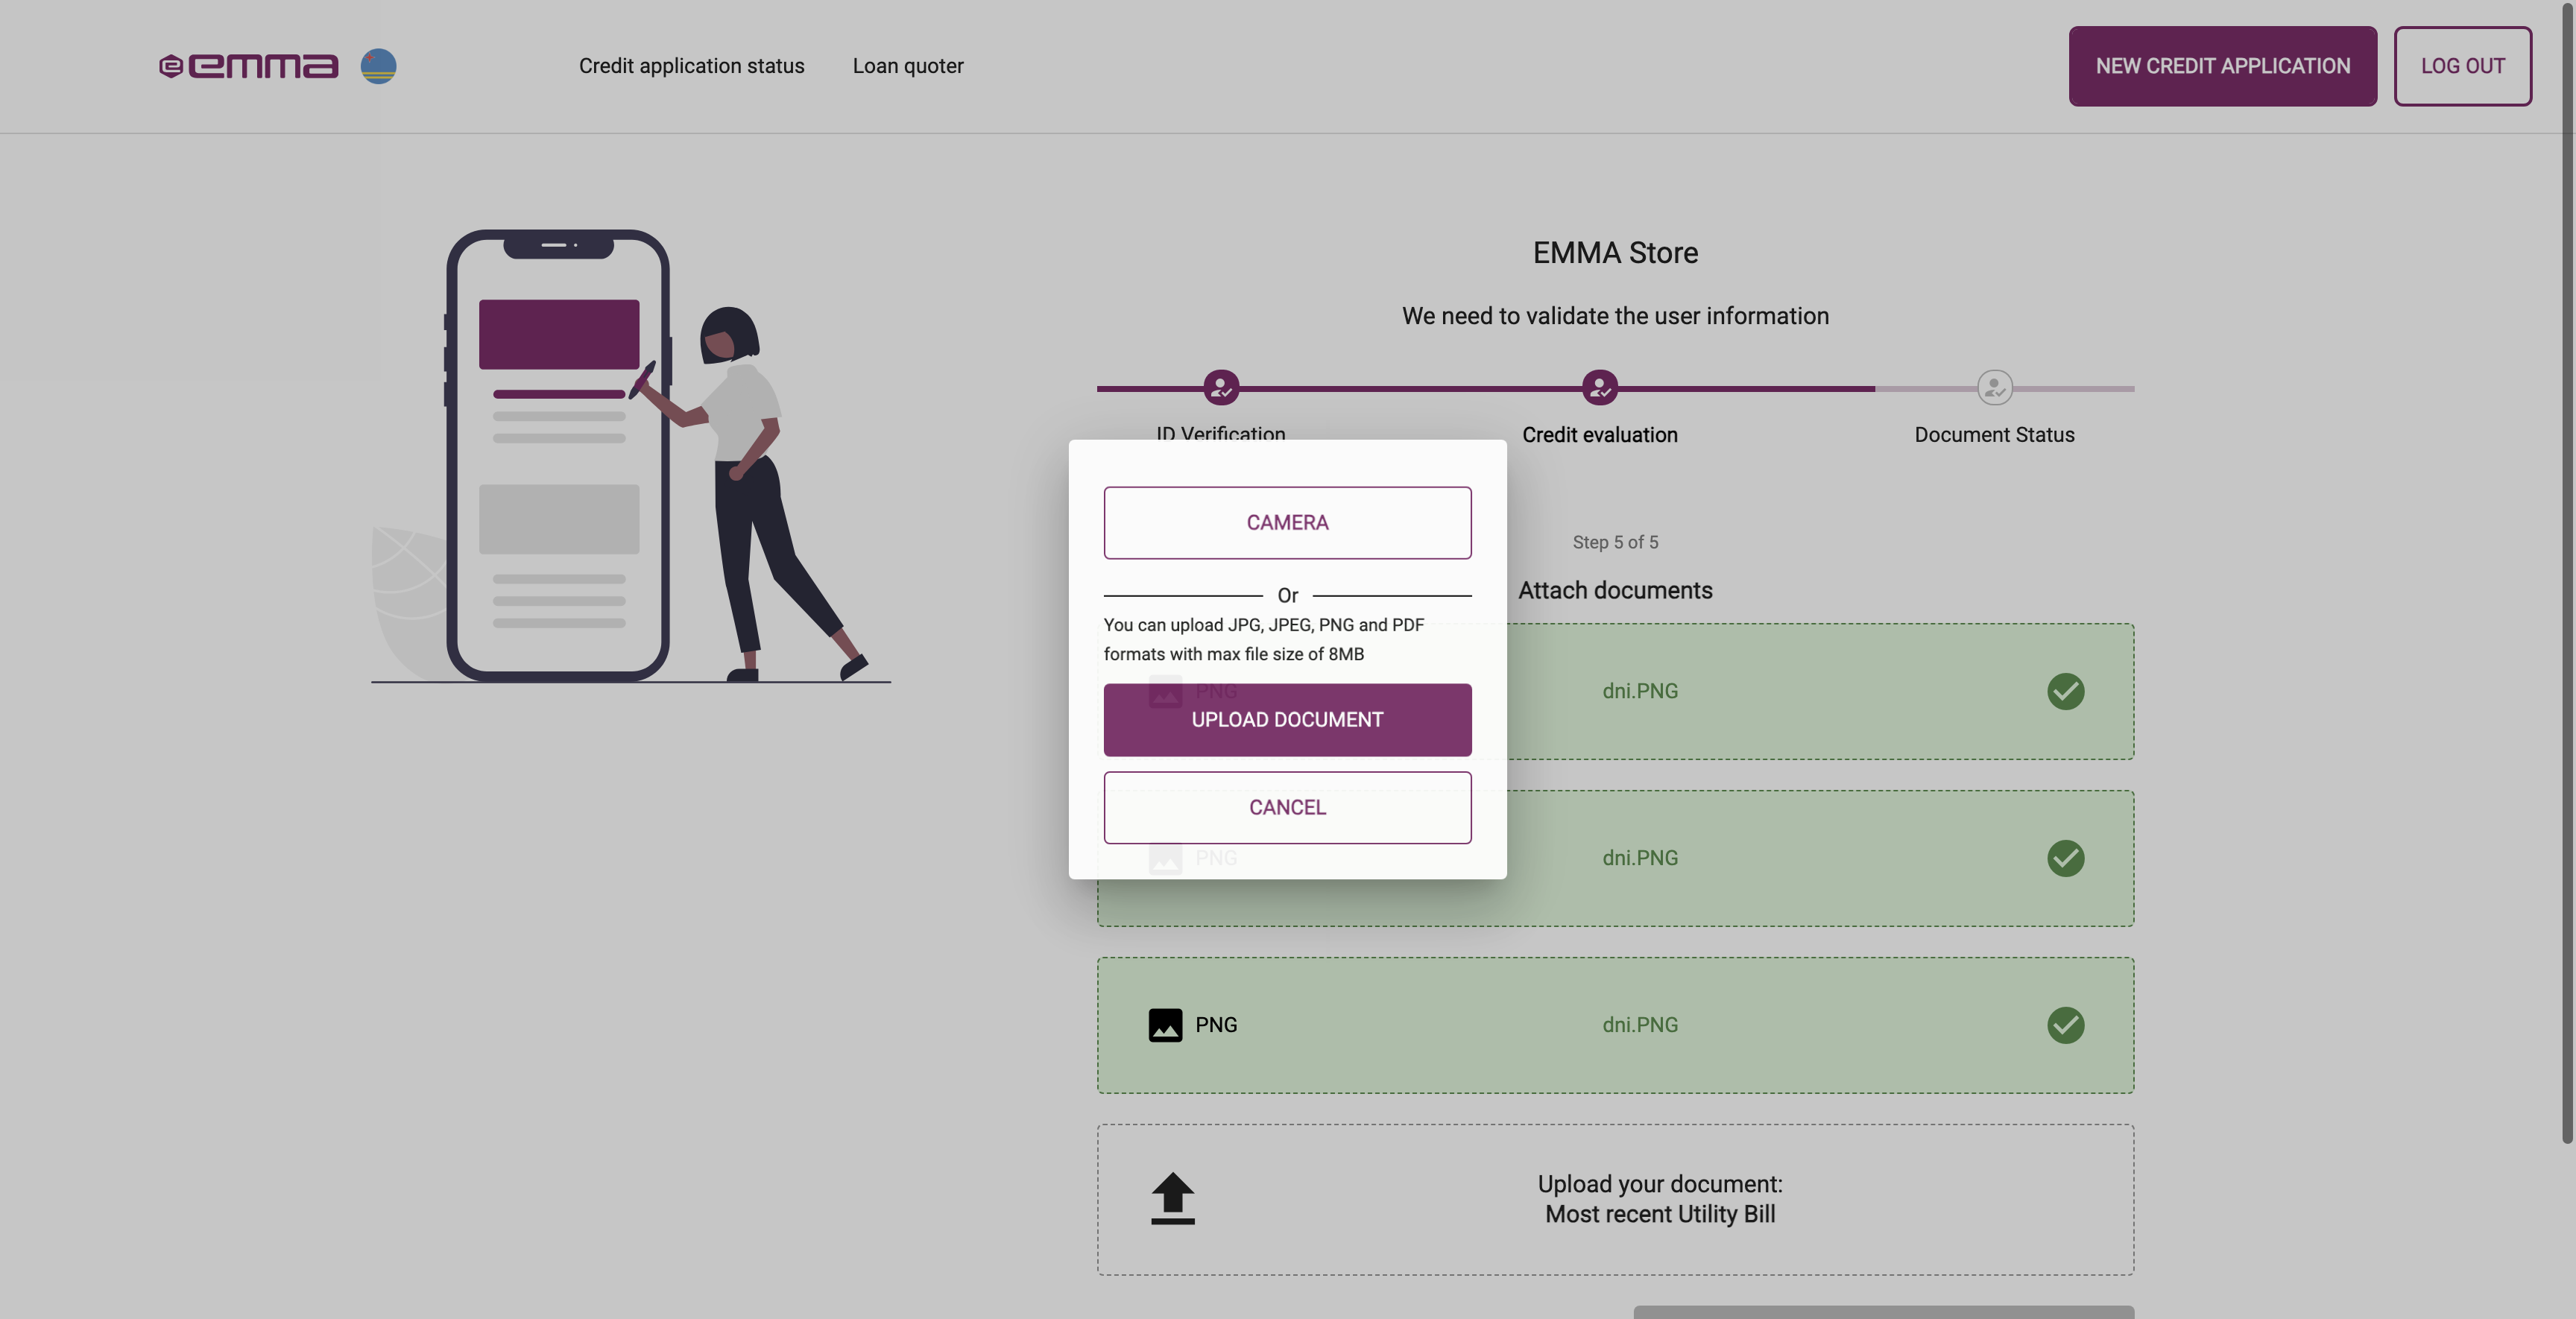 emma
Credit application status
Loan quoter
NEW CREDIT APPLICATION
LOG OUT
EMMA Store
We need to validate the user information
ID Verification
Credit evaluation
Document Status
Step 5 of 5
Attach documents
CAMERA
Or
You can upload JPG, JPEG, PNG and PDF
formats with max file size of 8MB
UPLOAD DOCUMENT
CANCEL
PNG
dni.PNG
PNG
dni.PNG
PNG
dni.PNG
Upload your document:
Most recent Utility Bill